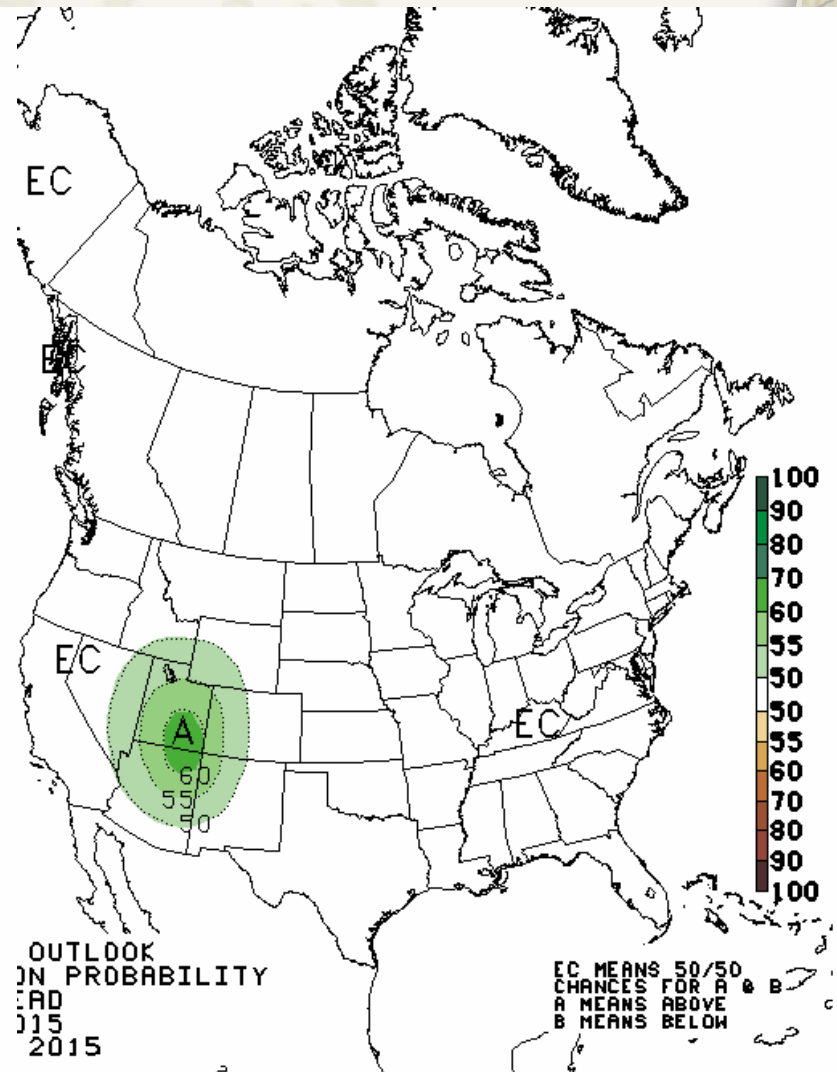 EC
E
EC
A
EC
60
55
50
100
90
80
70
60
55
50
50
55
60
70
80
90
100
OUTLOOK
ON PROBABILITY
EAD
015
2015
EC MEANS 50/50
CHANCES FOR A & B
A MEANS ABOVE
B MEANS BELOW